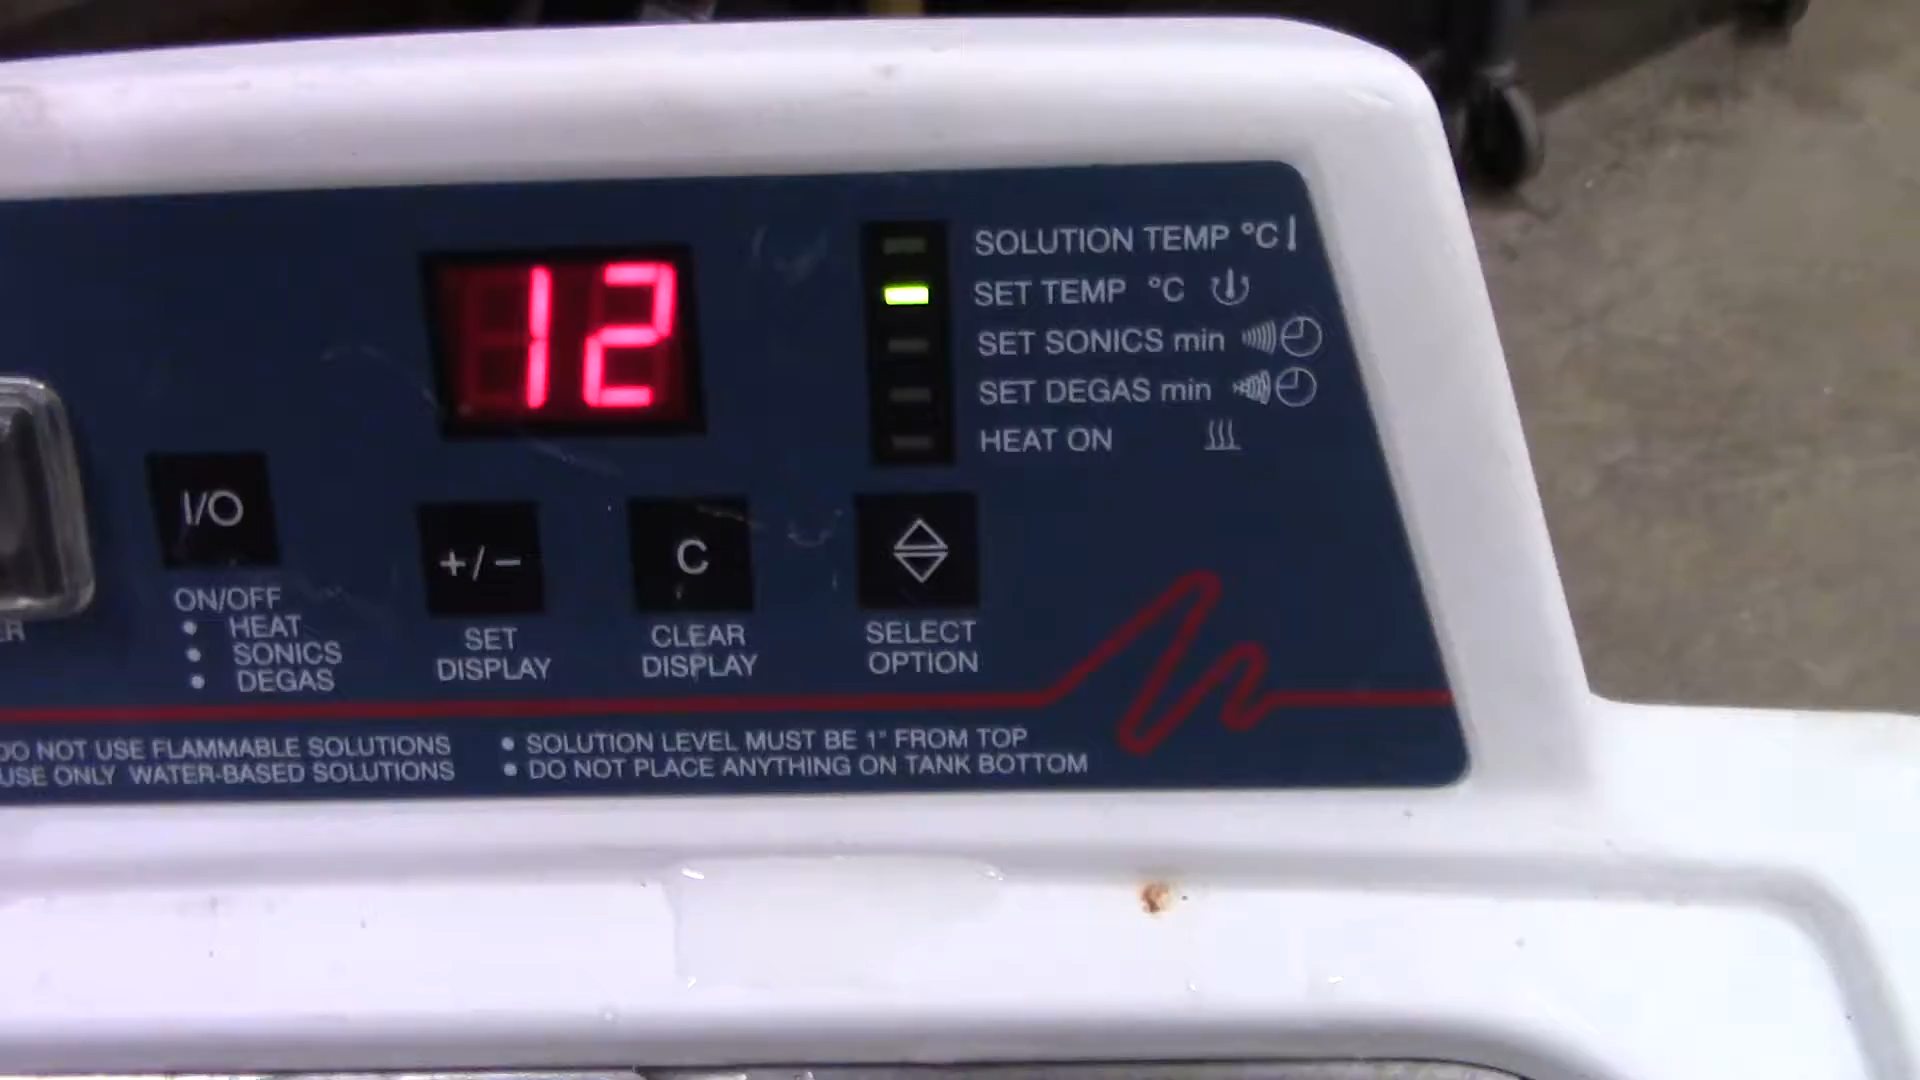 12
SOLUTION TEMP °C
SET TEMP °C
SET SONICS min
SET DEGAS min
HEAT ON
I/O
+/−
C
ON/OFF
• HEAT
• SONICS
• DEGAS
SET
DISPLAY
CLEAR
DISPLAY
SELECT
OPTION
DO NOT USE FLAMMABLE SOLUTIONS
USE ONLY WATER-BASED SOLUTIONS
• SOLUTION LEVEL MUST BE 1" FROM TOP
• DO NOT PLACE ANYTHING ON TANK BOTTOM